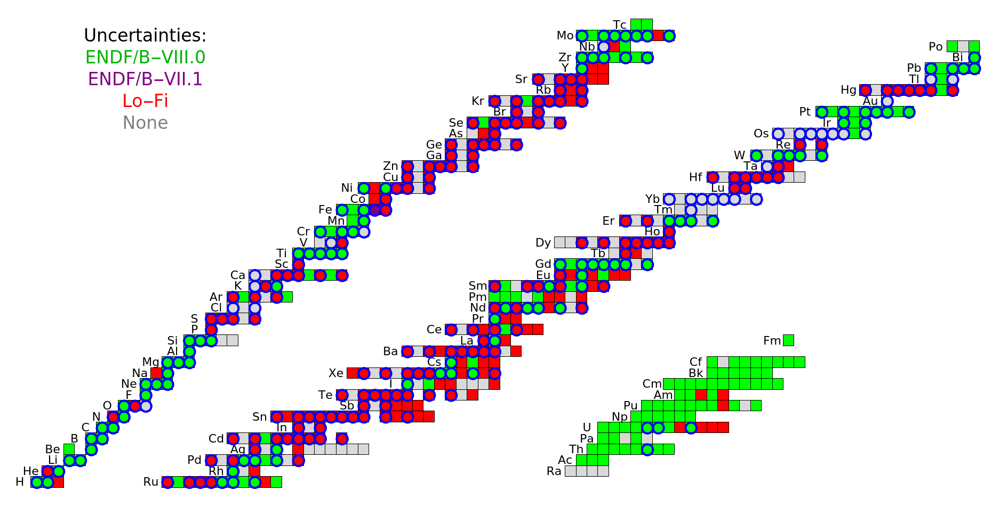 Uncertainties:
ENDF/B–VIII.0
ENDF/B–VII.1
Lo–Fi
None
Tc
Mo
Nb
Zr
Y
Sr
Rb
Kr
Br
Se
As
Ge
Ga
Zn
Cu
Ni
Co
Fe
Mn
Cr
V
Ti
Sc
Ca
K
Ar
Cl
S
P
Si
Al
Mg
Na
Ne
F
O
N
C
B
Be
Li
He
H
Po
Bi
Pb
Tl
Hg
Au
Pt
Ir
Os
Re
W
Ta
Hf
Lu
Yb
Tm
Er
Ho
Dy
Tb
Gd
Eu
Sm
Pm
Nd
Pr
Ce
La
Ba
Cs
Xe
I
Te
Sb
Sn
In
Cd
Ag
Pd
Rh
Ru
Fm
Cf
Bk
Cm
Am
Pu
Np
U
Pa
Th
Ac
Ra